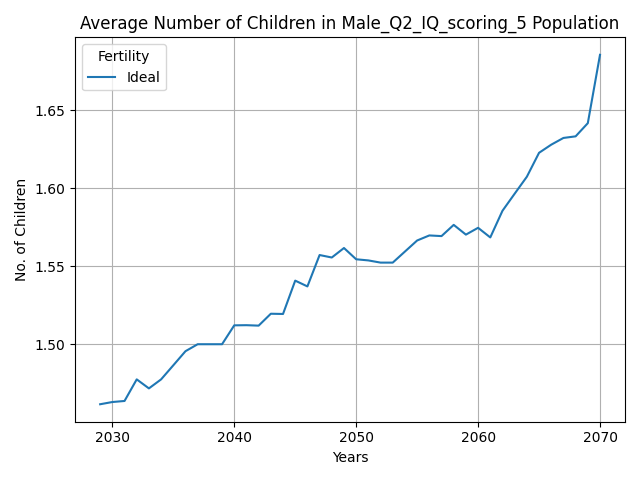 Average Number of Children in Male_Q2_IQ_scoring_5 Population
Fertility
Ideal
No. of Children
1.65
1.60
1.55
1.50
2030 2040 2050 2060 2070
Years